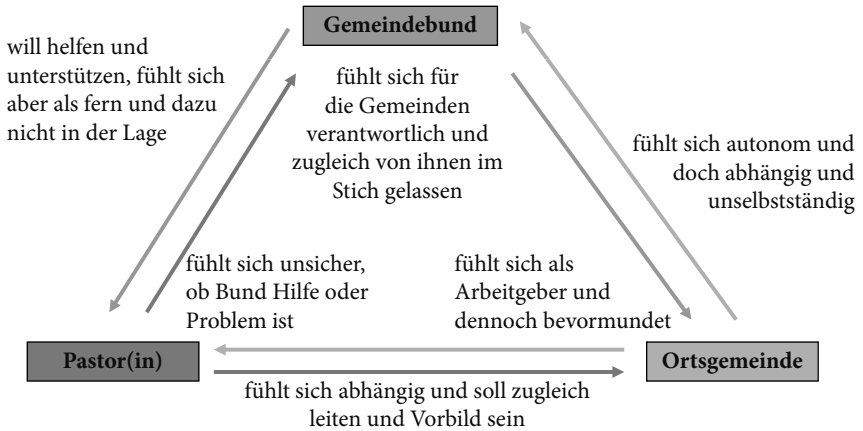 Gemeindebund
will helfen und
unterstützen, fühlt sich
aber als fern und dazu
nicht in der Lage
fühlt sich für
die Gemeinden
verantwortlich und
zugleich von ihnen im
Stich gelassen
fühlt sich autonom und
doch abhängig und
unselbstständig
fühlt sich unsicher,
ob Bund Hilfe oder
Problem ist
fühlt sich als
Arbeitgeber und
dennoch bevormundet
Pastor(in)
Ortsgemeinde
fühlt sich abhängig und soll zugleich
leiten und Vorbild sein